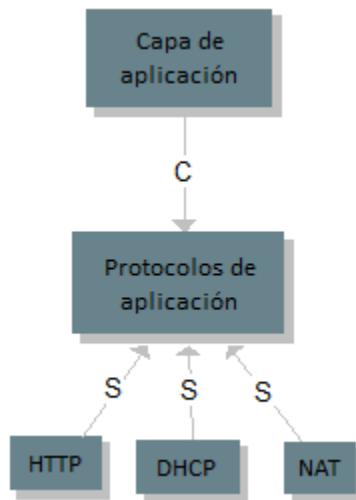 Capa de
aplicación
C
Protocolos de
aplicación
S
S
S
HTTP
DHCP
NAT